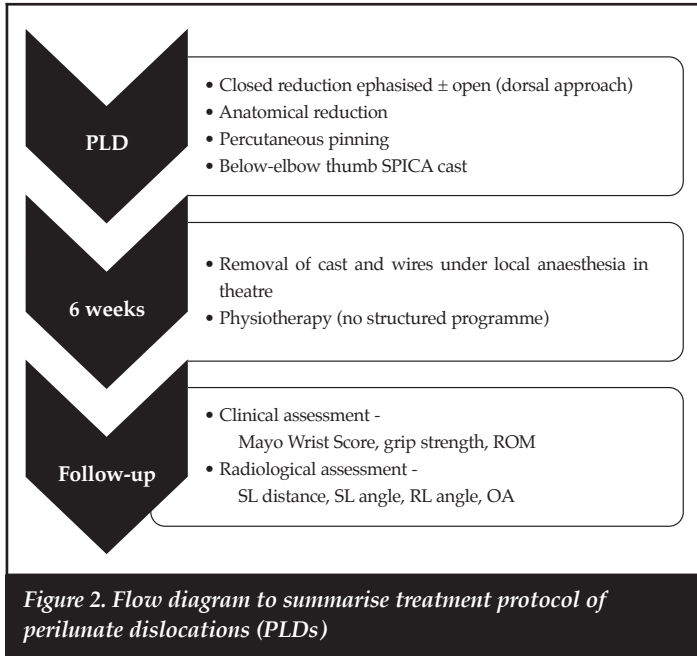 PLD
• Closed reduction ephasised ± open (dorsal approach)
• Anatomical reduction
• Percutaneous pinning
• Below-elbow thumb SPICA cast
6 weeks
• Removal of cast and wires under local anaesthesia in
theatre
• Physiotherapy (no structured programme)
Follow-up
• Clinical assessment -
Mayo Wrist Score, grip strength, ROM
• Radiological assessment -
SL distance, SL angle, RL angle, OA
Figure 2. Flow diagram to summarise treatment protocol of
perilunate dislocations (PLDs)